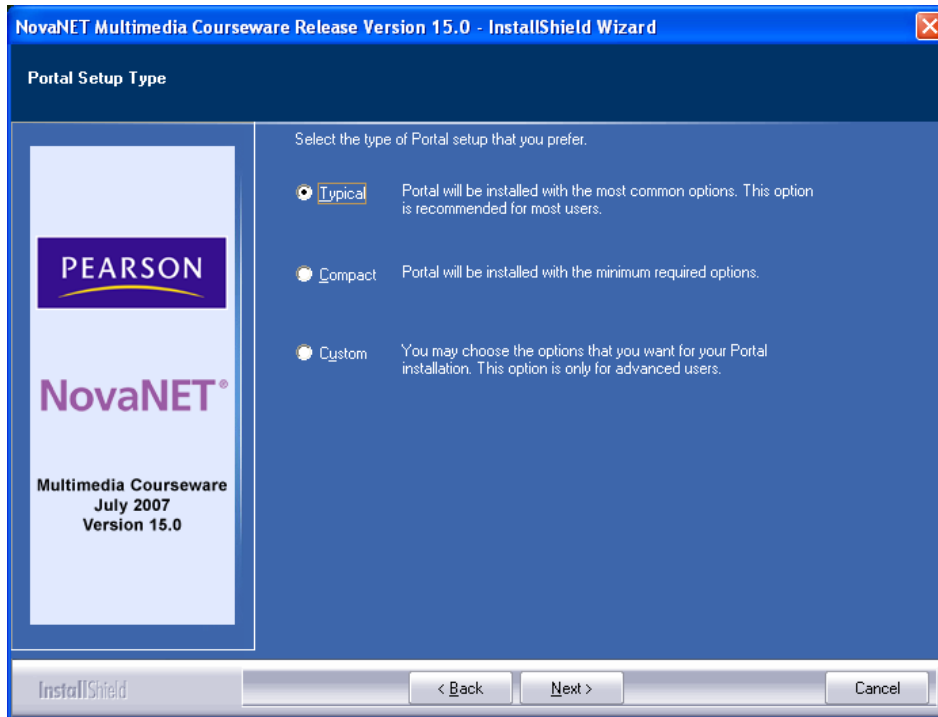 NovaNET Multimedia Courseware Release Version 15.0 - InstallShield Wizard
Portal Setup Type
Select the type of Portal setup that you prefer.
Typical
Portal will be installed with the most common options. This option
is recommended for most users.
Compact
Portal will be installed with the minimum required options.
Custom
You may choose the options that you want for your Portal
installation. This option is only for advanced users.
PEARSON
NovaNET®
Multimedia Courseware
July 2007
Version 15.0
InstallShield
< Back
Next >
Cancel